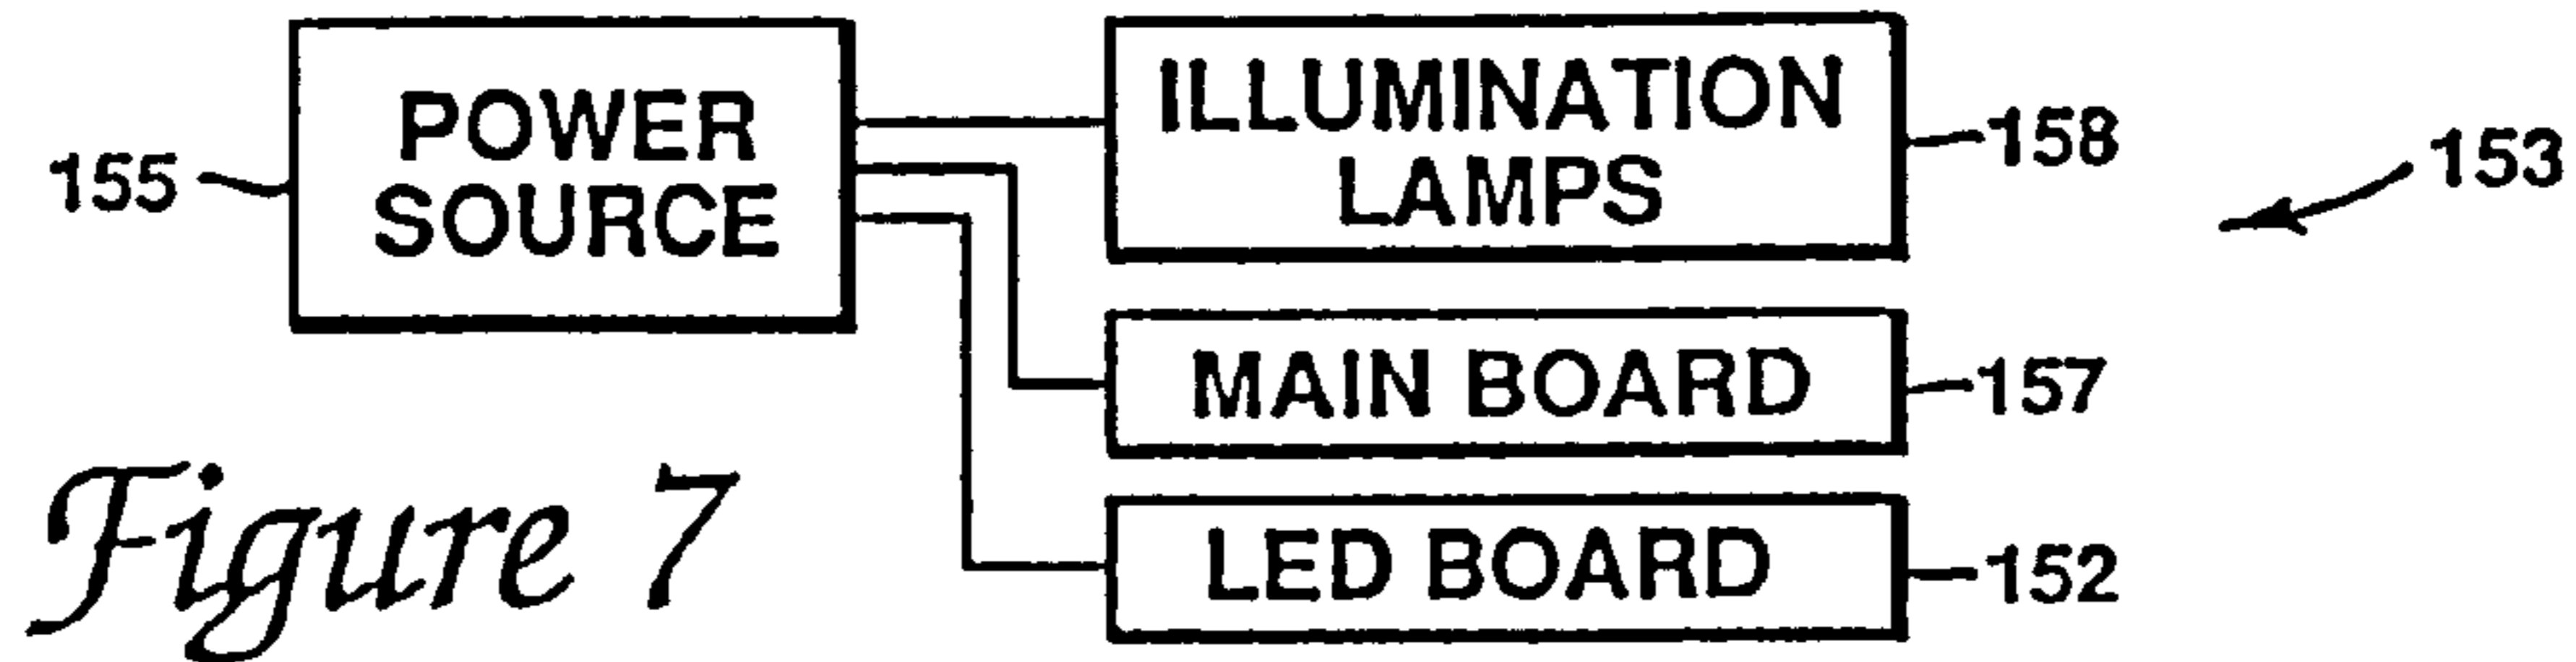 POWER
SOURCE
155
ILLUMINATION
LAMPS
158
153
MAIN BOARD
157
LED BOARD
152
Figure 7